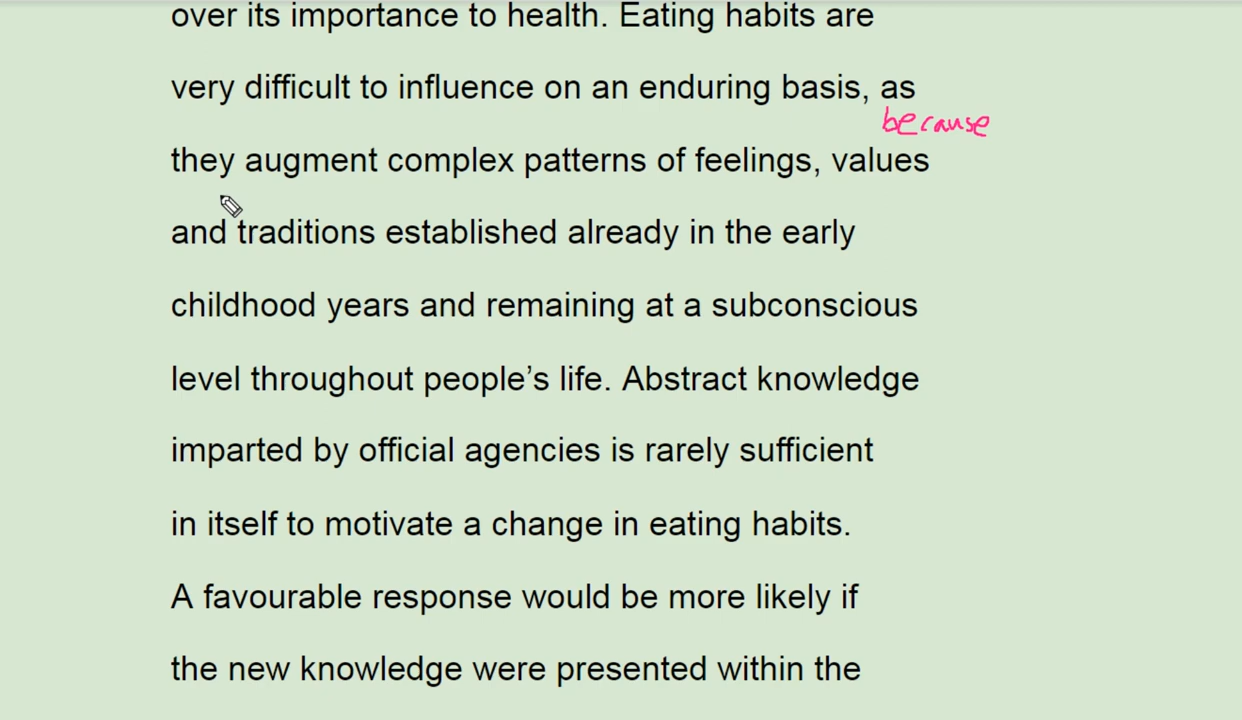 over its importance to health. Eating habits are
very difficult to influence on an enduring basis, as
because
they augment complex patterns of feelings, values
and traditions established already in the early
childhood years and remaining at a subconscious
level throughout people’s life. Abstract knowledge
imparted by official agencies is rarely sufficient
in itself to motivate a change in eating habits.
A favourable response would be more likely if
the new knowledge were presented within the